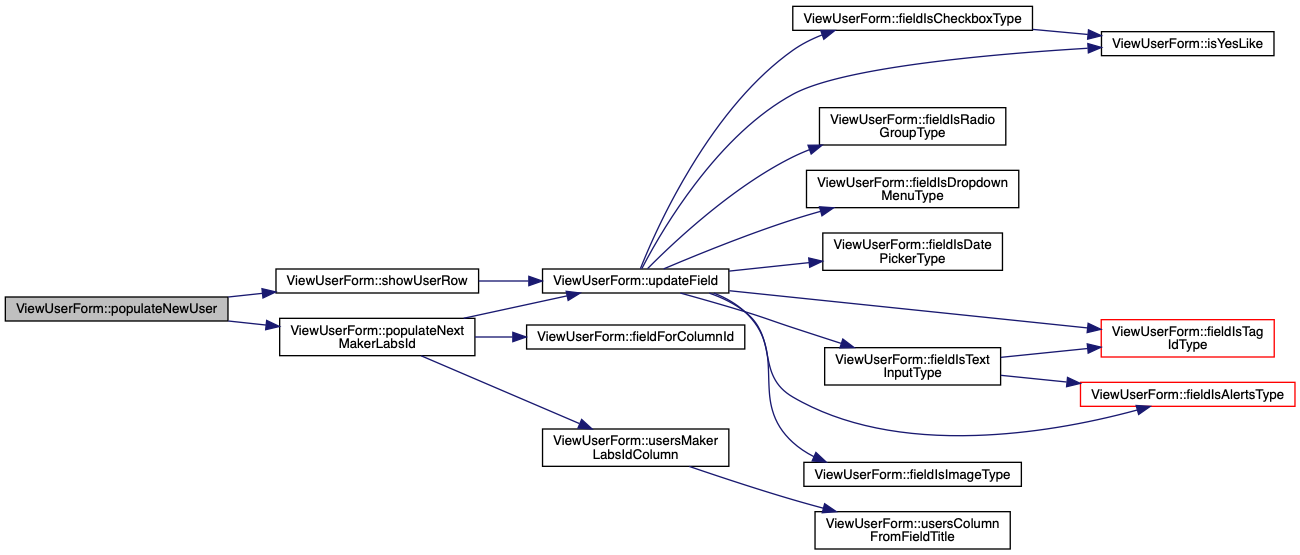 ViewUserForm::fieldIsCheckboxType
ViewUserForm::isYesLike
ViewUserForm::fieldIsRadio
GroupType
ViewUserForm::fieldIsDropdown
MenuType
ViewUserForm::fieldIsDate
PickerType
ViewUserForm::showUserRow
ViewUserForm::updateField
ViewUserForm::populateNewUser
ViewUserForm::populateNext
MakerLabsId
ViewUserForm::fieldForColumnId
ViewUserForm::fieldIsTag
IdType
ViewUserForm::fieldIsText
InputType
ViewUserForm::fieldIsAlertsType
ViewUserForm::usersMaker
LabsIdColumn
ViewUserForm::fieldIsImageType
ViewUserForm::usersColumn
FromFieldTitle